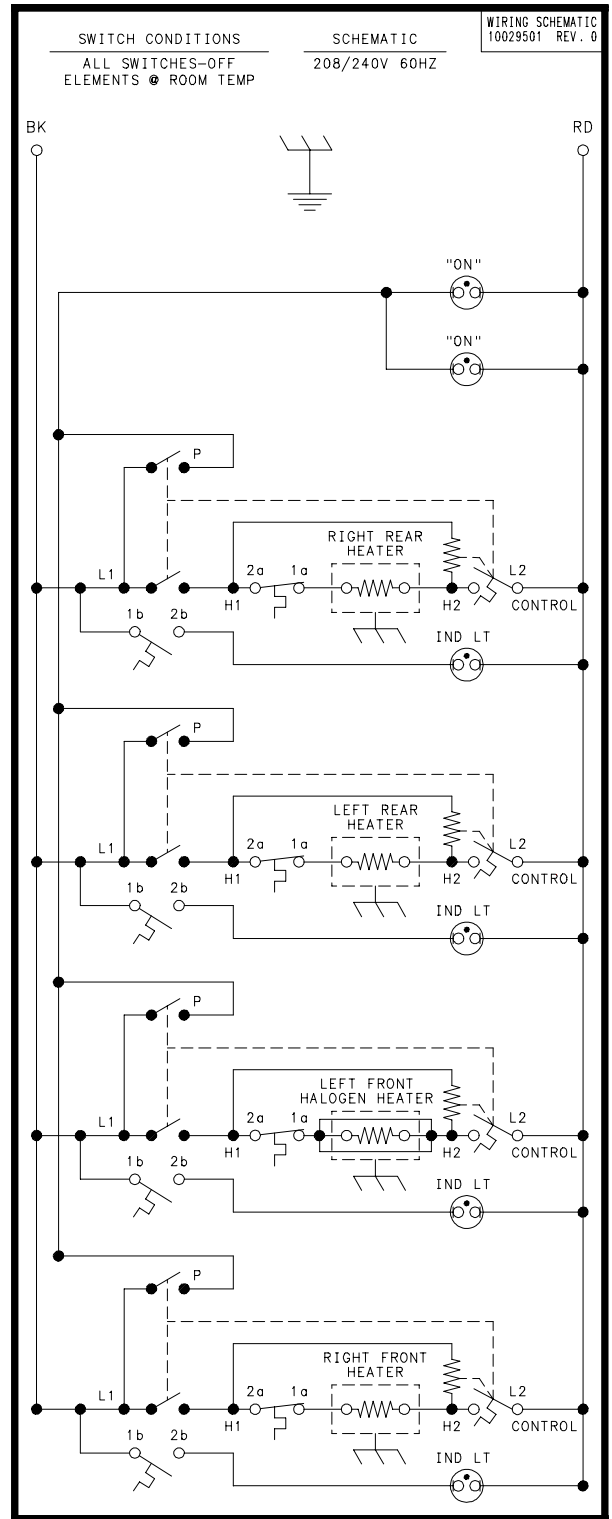 WIRING SCHEMATIC
10029501 REV. 0
SWITCH CONDITIONS
ALL SWITCHES-OFF
ELEMENTS @ ROOM TEMP
SCHEMATIC
208/240V 60HZ
BK
RD
"ON"
"ON"
P
RIGHT REAR
HEATER
L1
2a
1a
L2
H1
H2
CONTROL
1b
2b
IND LT
P
LEFT REAR
HEATER
L1
2a
1a
L2
H1
H2
CONTROL
1b
2b
IND LT
P
LEFT FRONT
HALOGEN HEATER
L1
2a
1a
L2
H1
H2
CONTROL
1b
2b
IND LT
P
RIGHT FRONT
HEATER
L1
2a
1a
L2
H1
H2
CONTROL
1b
2b
IND LT